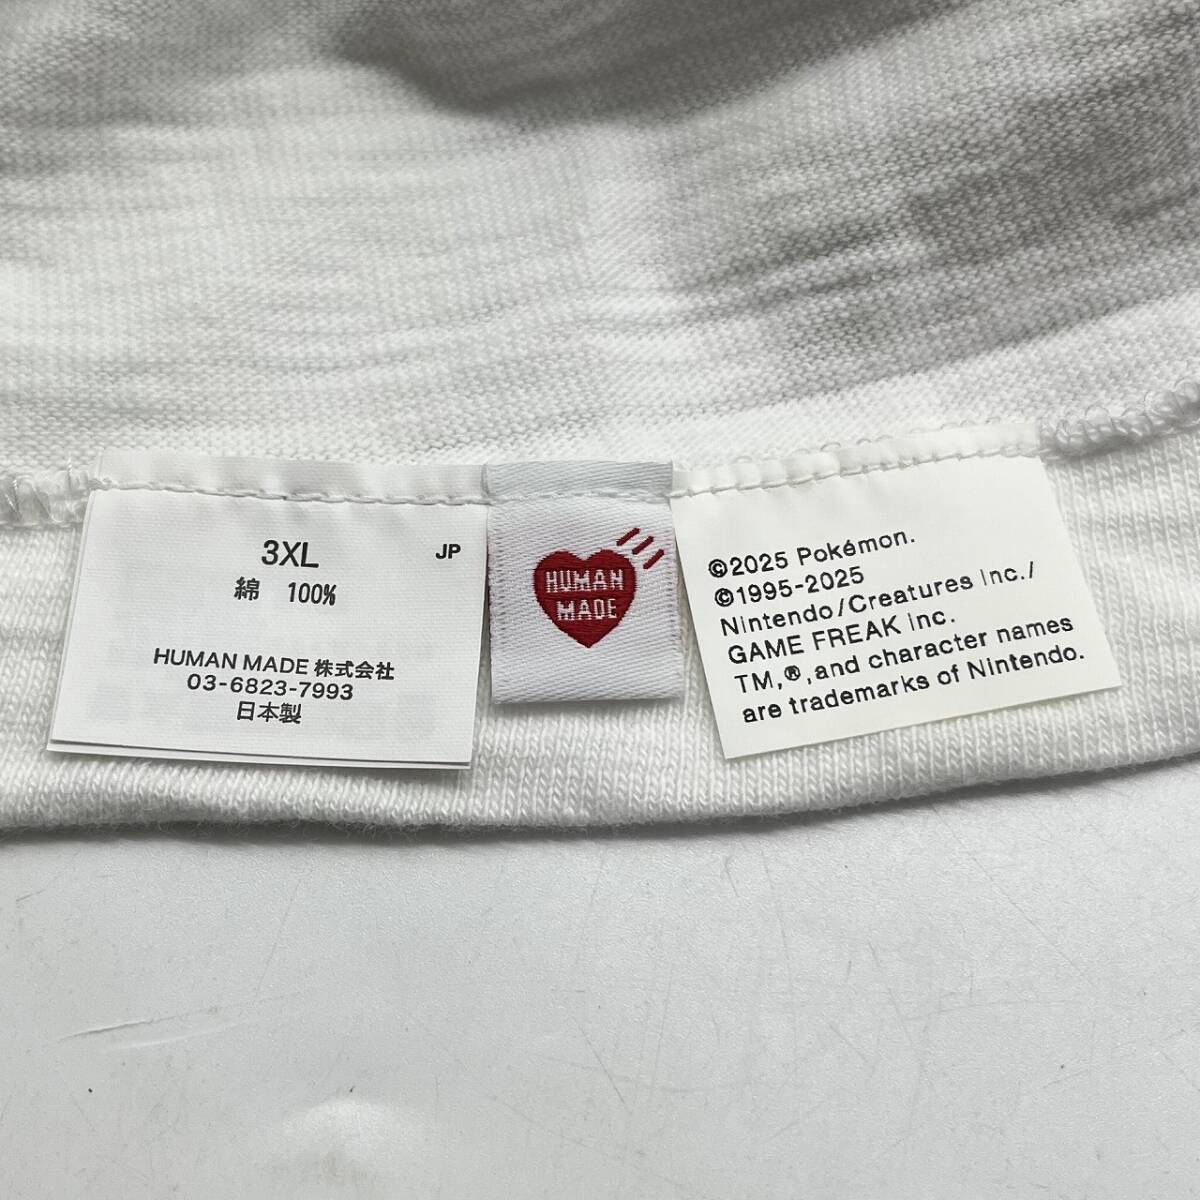 3XL
JP
綿 100%
HUMAN MADE 株式会社
03-6823-7993
日本製
HUMAN
MADE
©2025 Pokémon.
©1995-2025
Nintendo/Creatures Inc./
GAME FREAK inc.
TM,®,and character names
are trademarks of Nintendo.